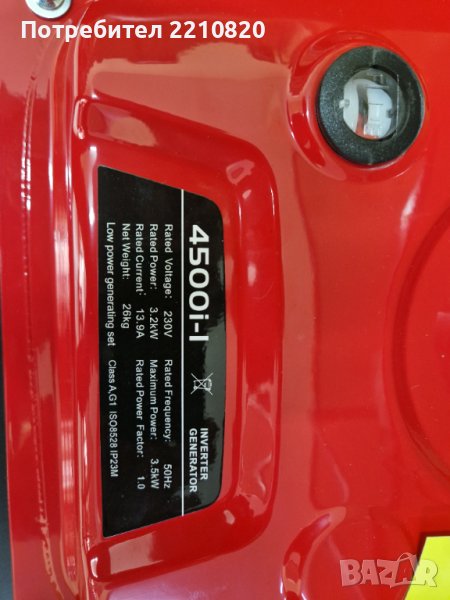 Потребител 2210820
4500i-I
INVERTER
GENERATOR
Rated Voltage: 230V Rated Frequency: 50Hz
Rated Power: 3.2kW Maximum Power: 3.5kW
Rated Current: 13.9A Rated Power Factor: 1.0
Net Weight: 26kg
Low power generating set Class A,G1 ISO8528 IP23M
bazar